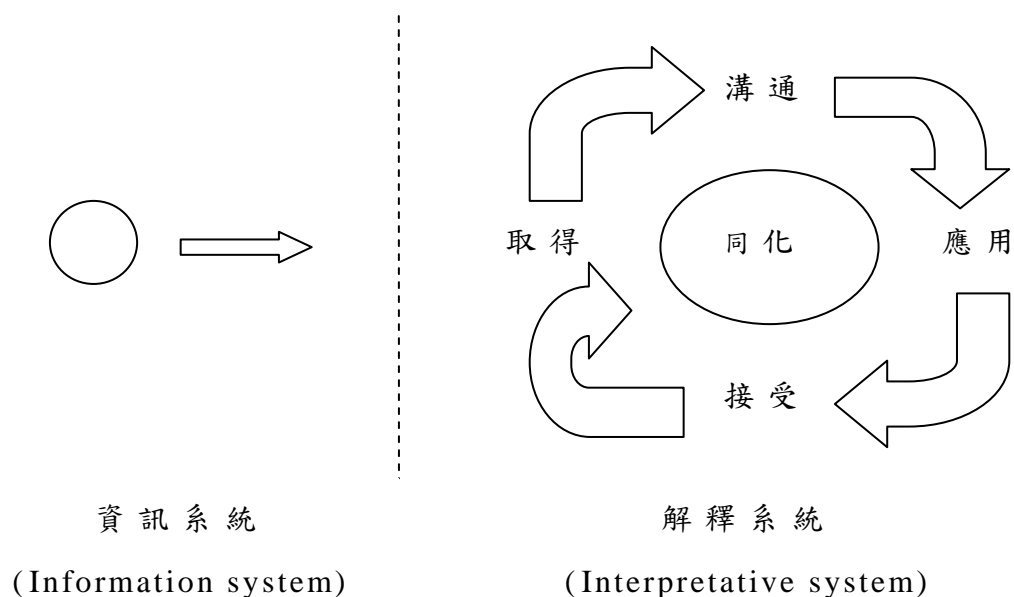 溝通
取得
同化
應用
接受
資訊系統
解釋系統
(Information system)
(Interpretative system)